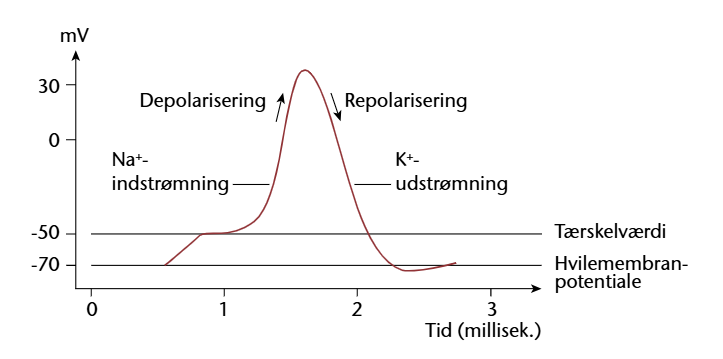 mV
30
0
-50
-70
Depolarisering
Repolarisering
Na⁺-
indstrømning
K⁺-
udstrømning
Tærskelværdi
Hvilemembran-
potentiale
0 1 2 3
Tid (millisek.)